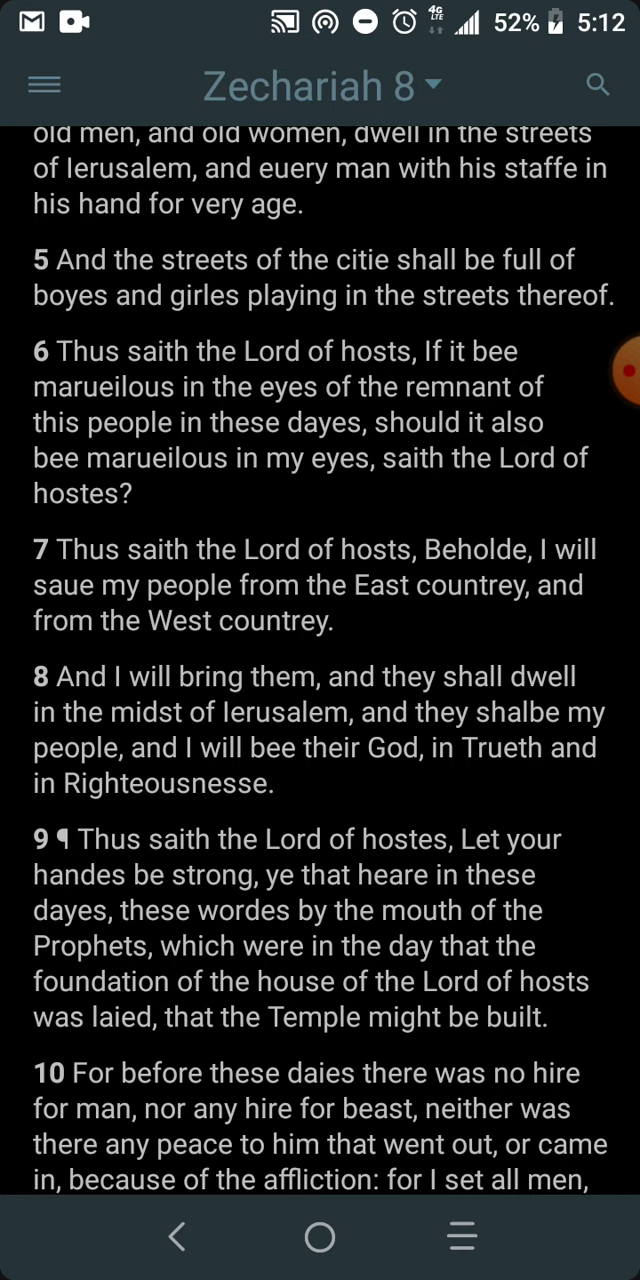 4G
LTE
52%
5:12
Zechariah 8
old men, and old women, dwell in the streets
of Ierusalem, and euery man with his staffe in
his hand for very age.
5 And the streets of the citie shall be full of
boyes and girles playing in the streets thereof.
6 Thus saith the Lord of hosts, If it bee
marueilous in the eyes of the remnant of
this people in these dayes, should it also
bee marueilous in my eyes, saith the Lord of
hostes?
7 Thus saith the Lord of hosts, Beholde, I will
saue my people from the East countrey, and
from the West countrey.
8 And I will bring them, and they shall dwell
in the midst of Ierusalem, and they shalbe my
people, and I will bee their God, in Trueth and
in Righteousnesse.
9 ¶ Thus saith the Lord of hostes, Let your
handes be strong, ye that heare in these
dayes, these wordes by the mouth of the
Prophets, which were in the day that the
foundation of the house of the Lord of hosts
was laied, that the Temple might be built.
10 For before these daies there was no hire
for man, nor any hire for beast, neither was
there any peace to him that went out, or came
in, because of the affliction: for I set all men,